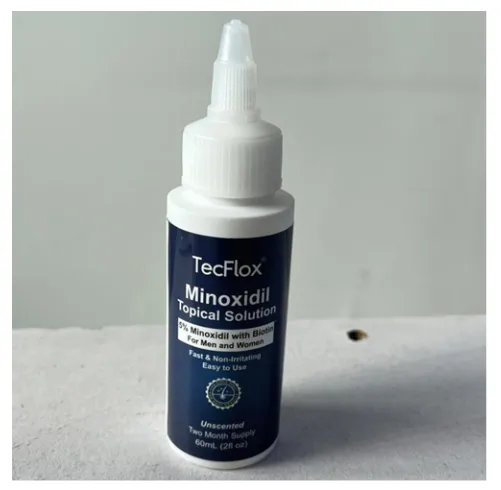 TecFlox®
Minoxidil
Topical Solution
5% Minoxidil with Biotin
For Men and Women
Fast & Non-Irritating
Easy to Use
Unscented
Two Month Supply
60mL (2fl oz)